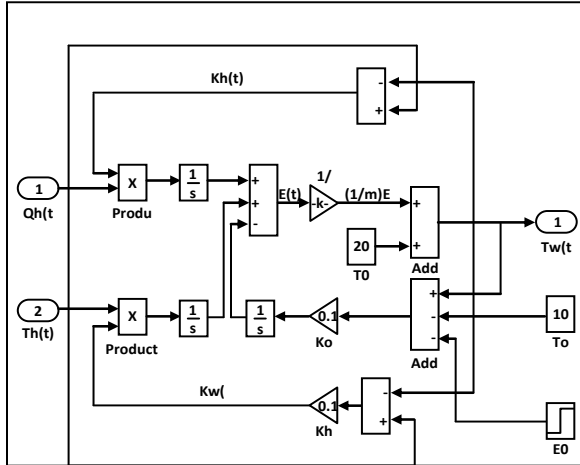 Kh(t)
-
+
1
Qh(t
X
Produ
1
s
+
+
-
E(t)
1/
-k-
(1/m)E
+
+
Add
20
T0
1
Tw(t
2
Th(t)
X
Product
1
s
1
s
0.1
Ko
+
-
-
Add
10
To
Kw(
0.1
Kh
-
+
E0